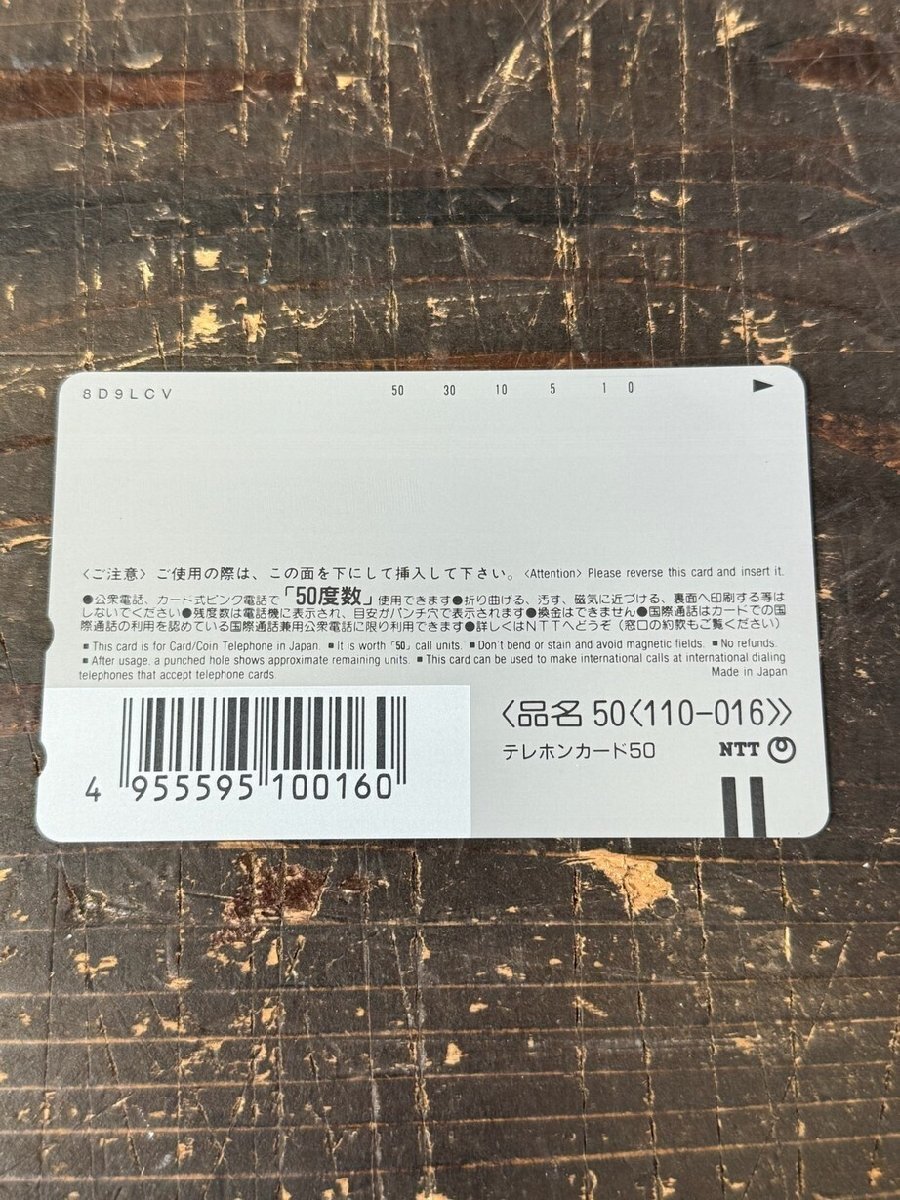 8D9LCV 50 30 10 5 1 0
〈ご注意〉ご使用の際は、この面を下にして挿入して下さい。〈Attention〉Please reverse this card and insert it.
●公衆電話、カード式ピンク電話で「50度数」使用できます●折り曲げる、汚す、磁気に近づける、裏面へ印刷する等は
しないでください●残度数は電話機に表示され、目安がパンチ穴で表示されます●換金はできません●国際通話はカードでの国
際通話の利用を認めている国際通話兼用公衆電話に限り利用できます●詳しくはNTTへどうぞ（窓口の約款もご覧ください）
■ This card is for Card/Coin Telephone in Japan. ■ It is worth「50」call units. ■ Don't bend or stain and avoid magnetic fields. ■ No refunds.
■ After usage, a punched hole shows approximate remaining units. ■ This card can be used to make international calls at international dialing
telephones that accept telephone cards. Made in Japan
〈品名 50〈110-016〉〉
テレホンカード50 NTT
4 955595 100160